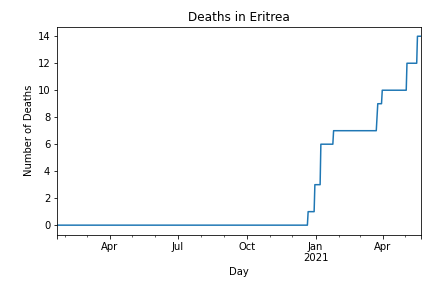 Deaths in Eritrea
14
12
10
8
6
4
2
0
Number of Deaths
Apr
Jul
Oct
Jan
2021
Apr
Day